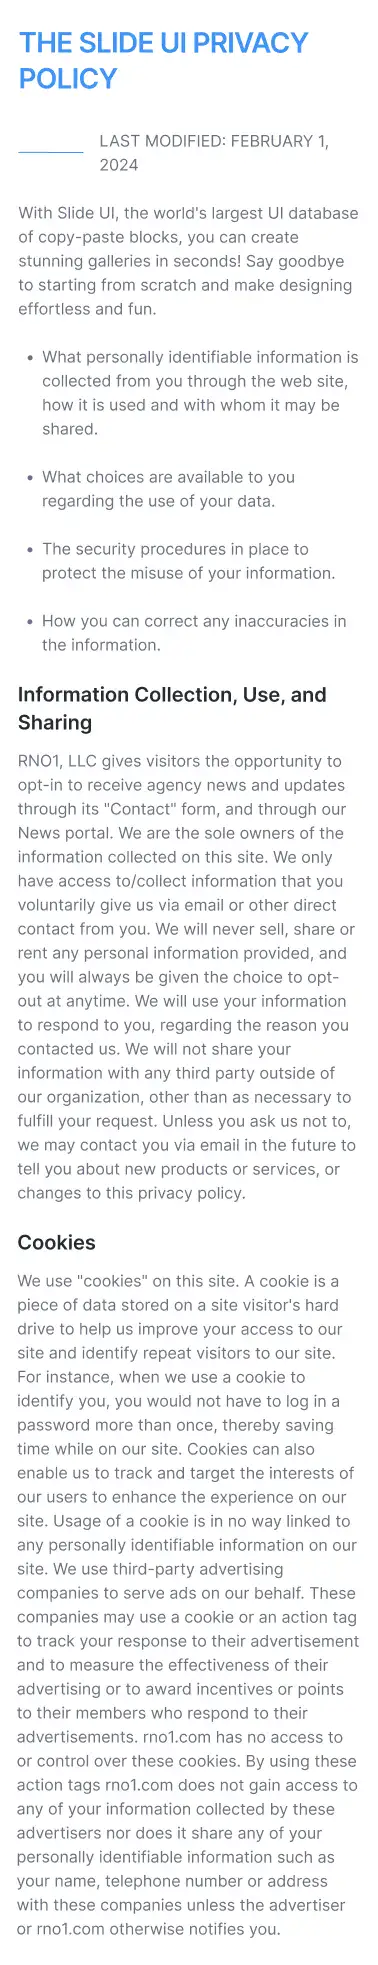 THE SLIDE UI PRIVACY
POLICY
LAST MODIFIED: FEBRUARY 1,
2024
With Slide UI, the world's largest UI database
of copy-paste blocks, you can create
stunning galleries in seconds! Say goodbye
to starting from scratch and make designing
effortless and fun.
• What personally identifiable information is
collected from you through the web site,
how it is used and with whom it may be
shared.
• What choices are available to you
regarding the use of your data.
• The security procedures in place to
protect the misuse of your information.
• How you can correct any inaccuracies in
the information.
Information Collection, Use, and
Sharing
RNO1, LLC gives visitors the opportunity to
opt-in to receive agency news and updates
through its "Contact" form, and through our
News portal. We are the sole owners of the
information collected on this site. We only
have access to/collect information that you
voluntarily give us via email or other direct
contact from you. We will never sell, share or
rent any personal information provided, and
you will always be given the choice to opt-
out at anytime. We will use your information
to respond to you, regarding the reason you
contacted us. We will not share your
information with any third party outside of
our organization, other than as necessary to
fulfill your request. Unless you ask us not to,
we may contact you via email in the future to
tell you about new products or services, or
changes to this privacy policy.
Cookies
We use "cookies" on this site. A cookie is a
piece of data stored on a site visitor's hard
drive to help us improve your access to our
site and identify repeat visitors to our site.
For instance, when we use a cookie to
identify you, you would not have to log in a
password more than once, thereby saving
time while on our site. Cookies can also
enable us to track and target the interests of
our users to enhance the experience on our
site. Usage of a cookie is in no way linked to
any personally identifiable information on our
site. We use third-party advertising
companies to serve ads on our behalf. These
companies may use a cookie or an action tag
to track your response to their advertisement
and to measure the effectiveness of their
advertising or to award incentives or points
to their members who respond to their
advertisements. rno1.com has no access to
or control over these cookies. By using these
action tags rno1.com does not gain access to
any of your information collected by these
advertisers nor does it share any of your
personally identifiable information such as
your name, telephone number or address
with these companies unless the advertiser
or rno1.com otherwise notifies you.